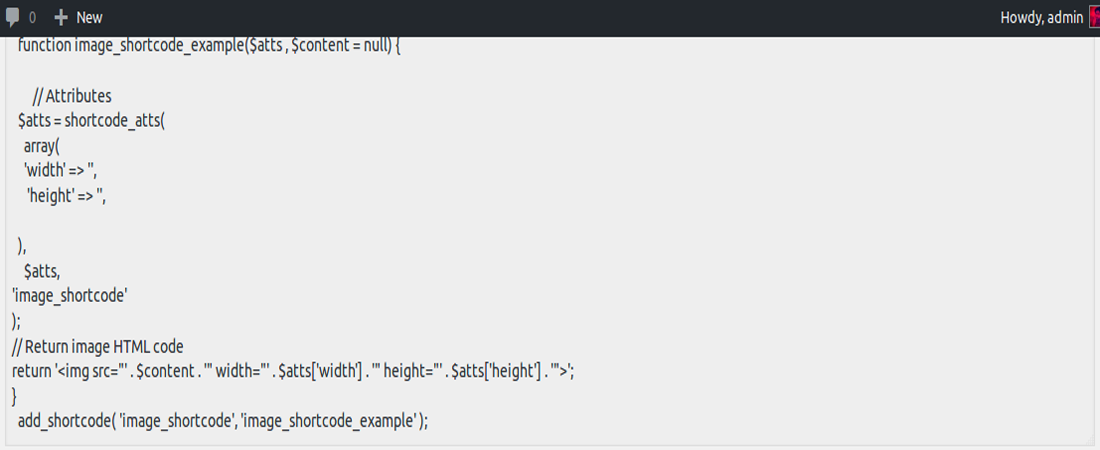 0 New Howdy, admin
function image_shortcode_example($atts , $content = null) {
// Attributes
$atts = shortcode_atts(
array(
'width' => '',
'height' => '',
),
$atts,
'image_shortcode'
);
// Return image HTML code
return '<img src="' . $content . '" width="' . $atts['width'] . '" height="' . $atts['height'] . '">';
}
add_shortcode( 'image_shortcode', 'image_shortcode_example' );